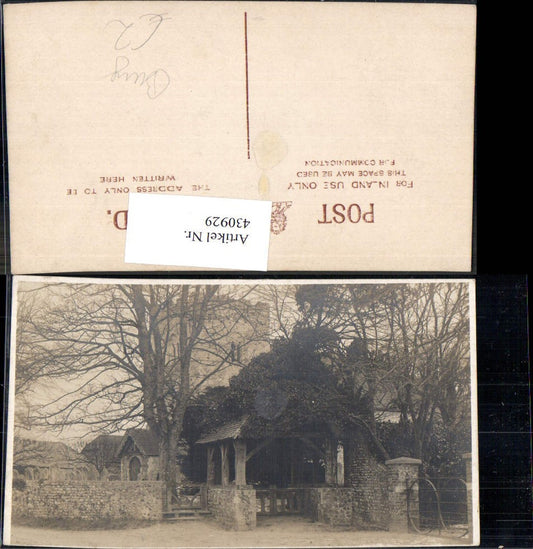 POST
D.
FOR INLAND USE ONLY
THIS SPACE MAY BE USED
FOR COMMUNICATION
THE ADDRESS ONLY TO BE
WRITTEN HERE
Artikel Nr.
430929